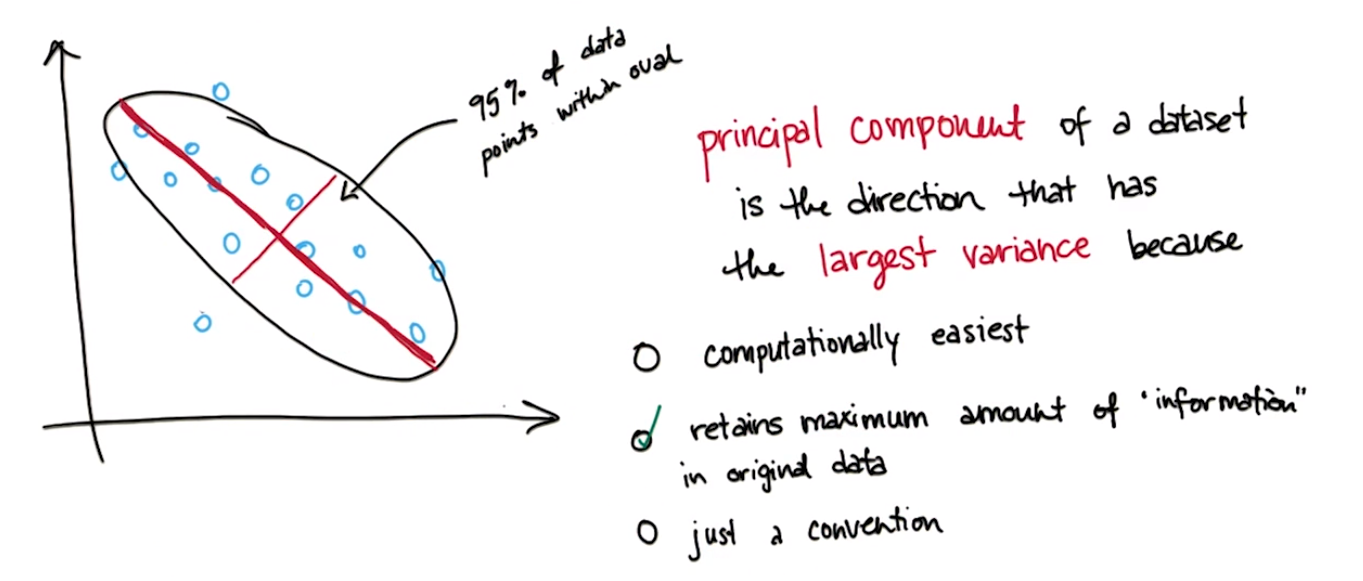 95% of data
points within oval
principal component of a dataset
is the direction that has
the largest variance because
computationally easiest
retains maximum amount of "information"
in original data
just a convention